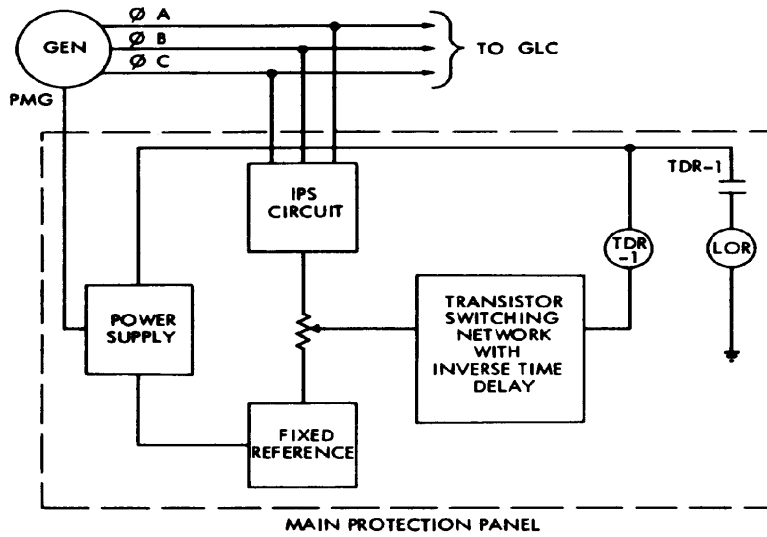 Ø A
GEN
Ø B
TO GLC
Ø C
PMG
TDR-1
IPS
CIRCUIT
TDR
-1
LOR
POWER
SUPPLY
TRANSISTOR
SWITCHING
NETWORK
WITH
INVERSE TIME
DELAY
FIXED
REFERENCE
MAIN PROTECTION PANEL